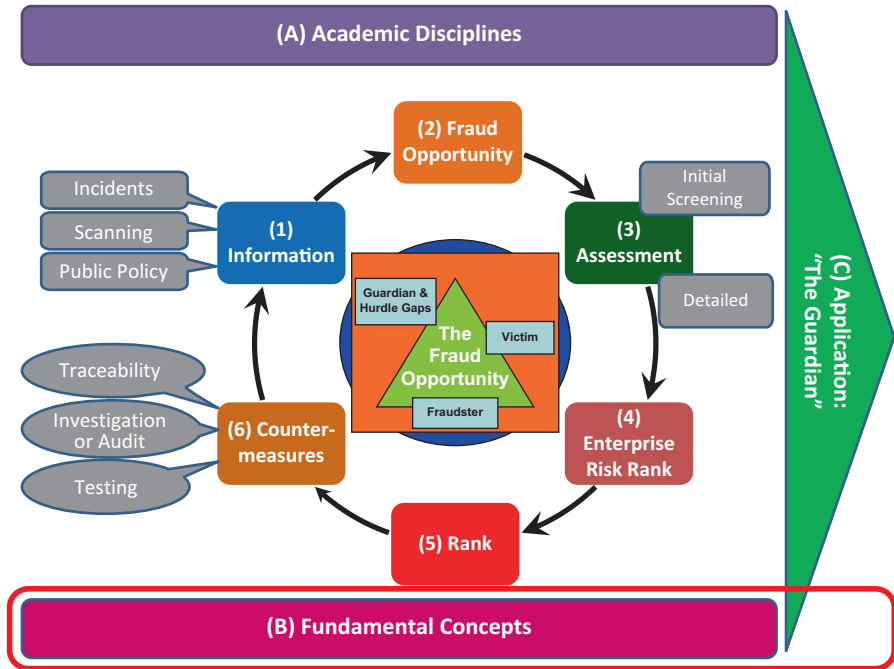 (A) Academic Disciplines
(2) Fraud
Opportunity
Incidents
Scanning
Public Policy
(1)
Information
Initial
Screening
(3)
Assessment
Detailed
Guardian &
Hurdle Gaps
Victim
The
Fraud
Opportunity
Fraudster
Traceability
Investigation
or Audit
Testing
(6) Counter-
measures
(4)
Enterprise
Risk Rank
(5) Rank
(B) Fundamental Concepts
(C) Application:
“The Guardian”